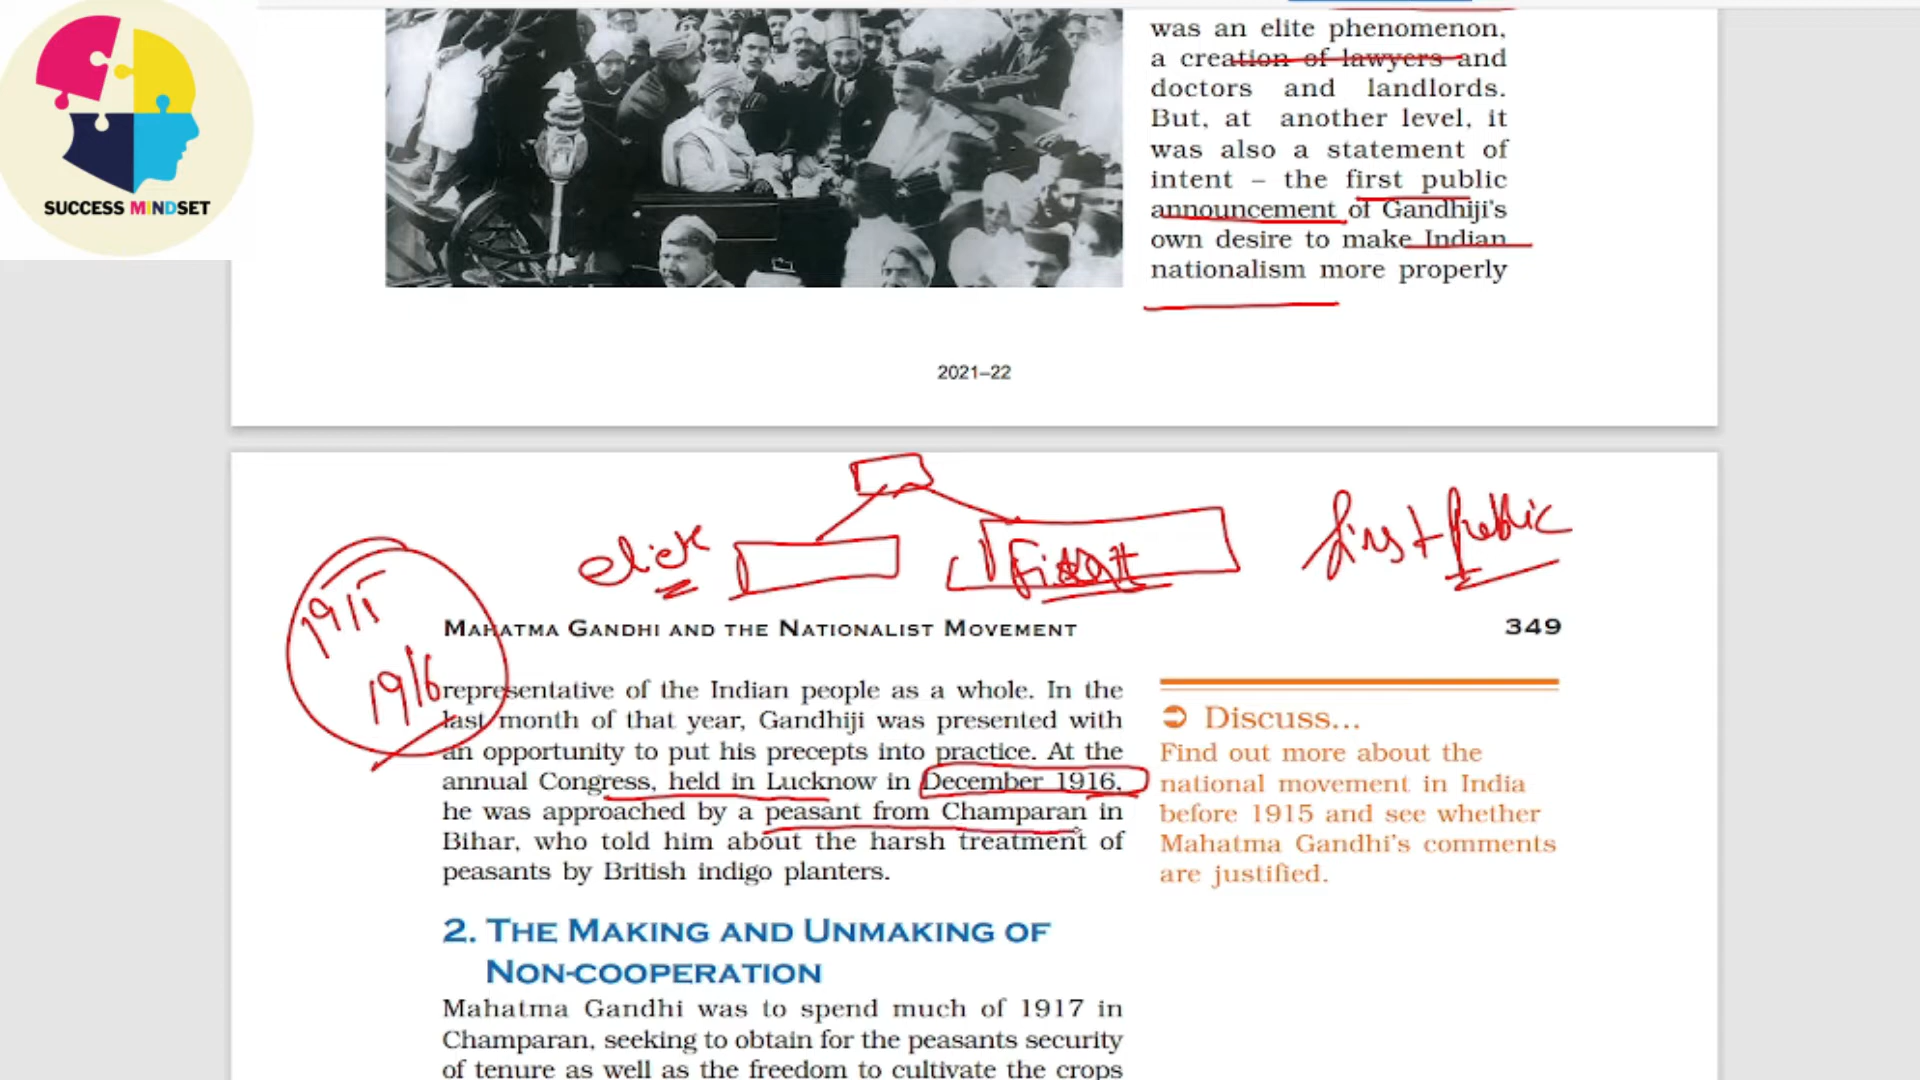 was an elite phenomenon,
a creation of lawyers and
doctors and landlords.
But, at another level, it
was also a statement of
intent – the first public
announcement of Gandhiji's
own desire to make Indian
nationalism more properly
SUCCESS MINDSET
2021–22
first public
1915
1916
MAHATMA GANDHI AND THE NATIONALIST MOVEMENT 349
representative of the Indian people as a whole. In the
last month of that year, Gandhiji was presented with
an opportunity to put his precepts into practice. At the
annual Congress, held in Lucknow in December 1916,
he was approached by a peasant from Champaran in
Bihar, who told him about the harsh treatment of
peasants by British indigo planters.
Discuss...
Find out more about the
national movement in India
before 1915 and see whether
Mahatma Gandhi's comments
are justified.
2. THE MAKING AND UNMAKING OF
NON-COOPERATION
Mahatma Gandhi was to spend much of 1917 in
Champaran, seeking to obtain for the peasants security
of tenure as well as the freedom to cultivate the crops